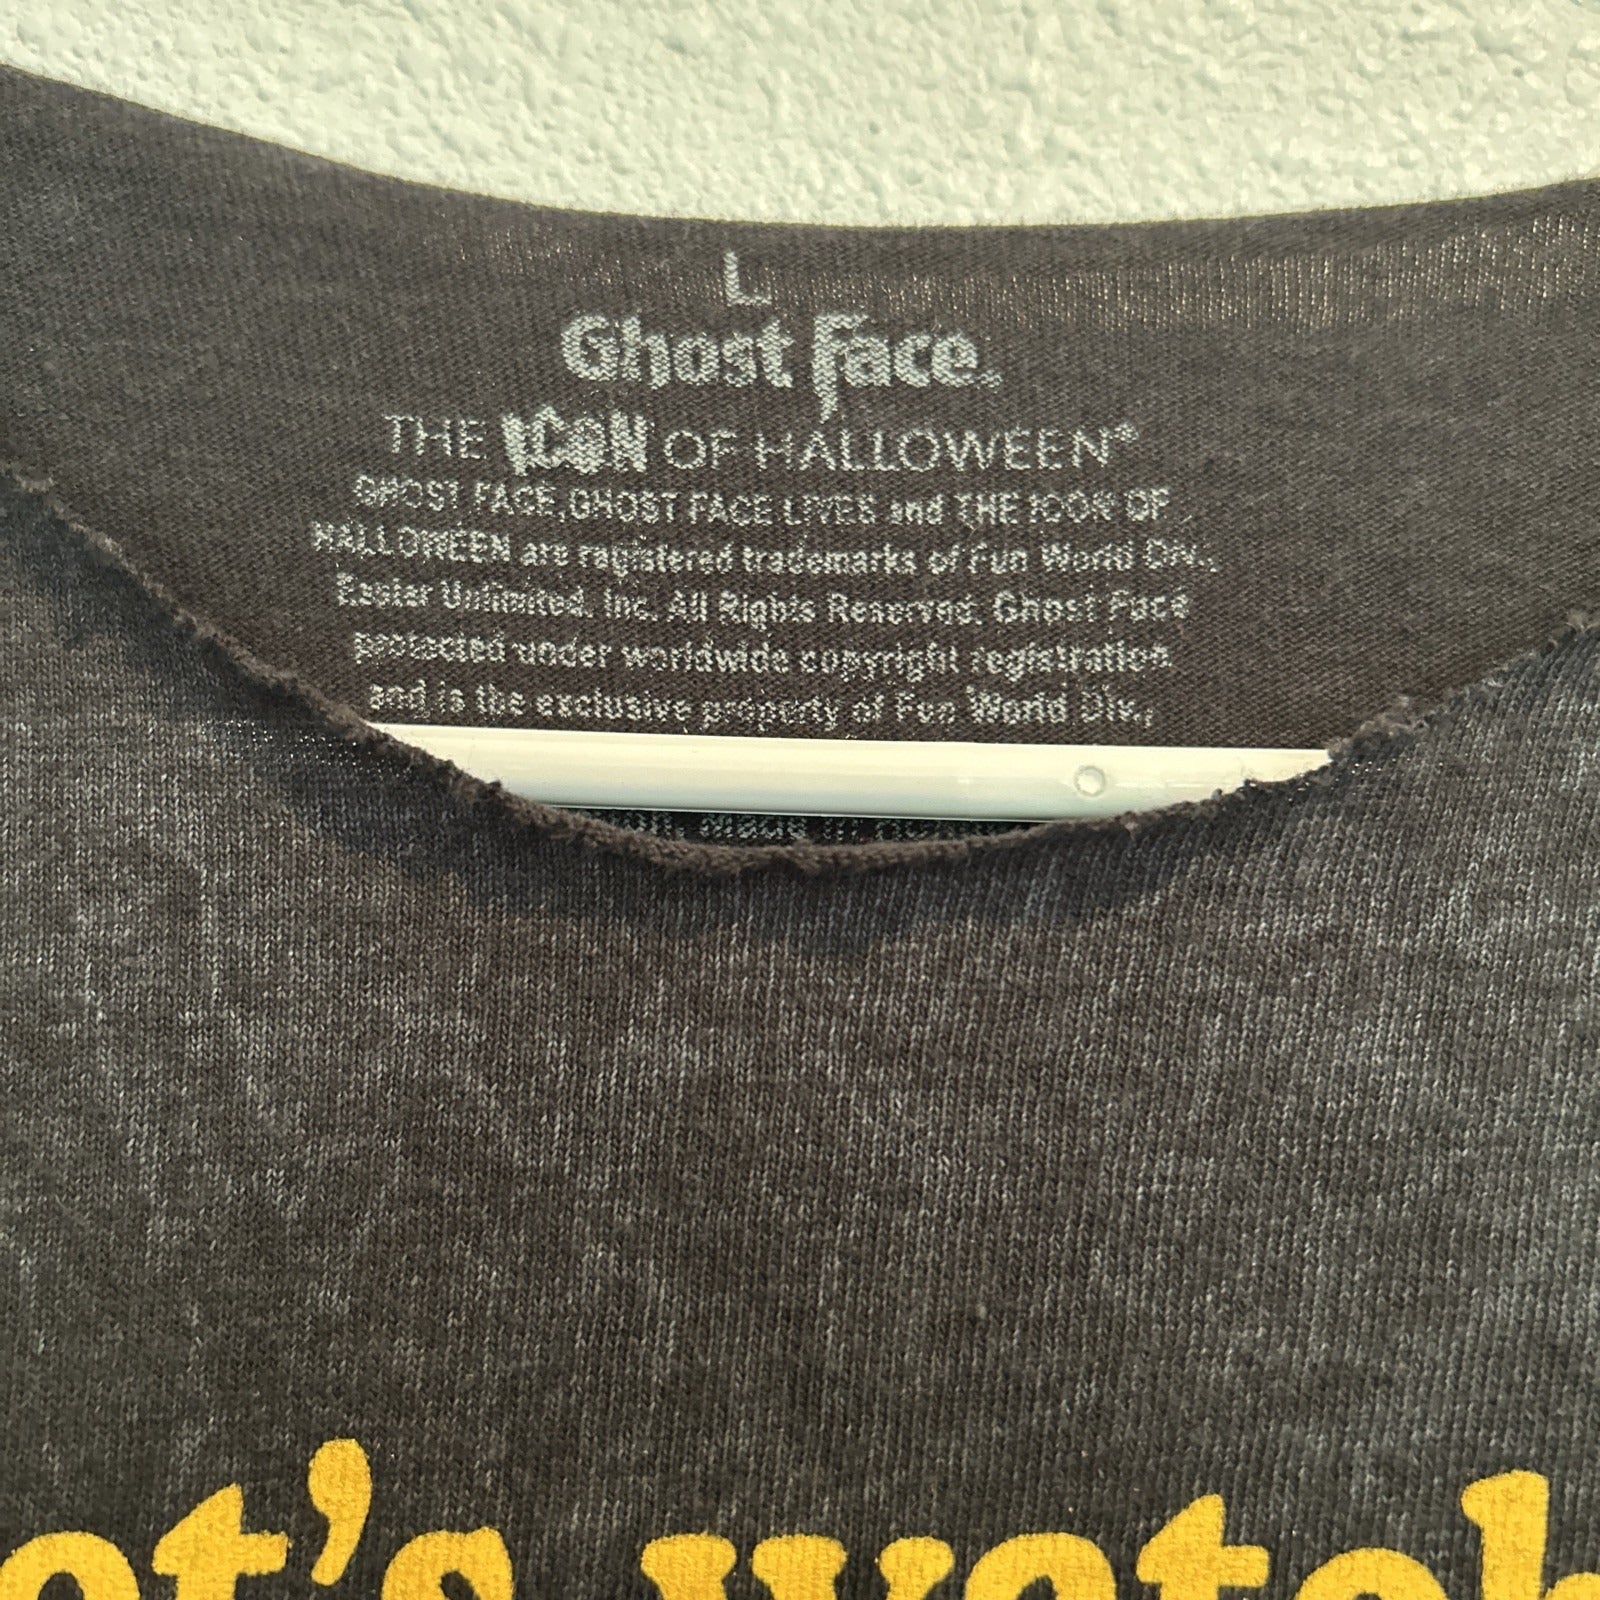 L
Ghost Face.
THE ICON OF HALLOWEEN®
GHOST FACE, GHOST FACE LIVES and THE ICON OF
HALLOWEEN are registered trademarks of Fun World Div.,
Easter Unlimited, Inc. All Rights Reserved. Ghost Face
protected under worldwide copyright registration
and is the exclusive property of Fun World Div.,
et's watch